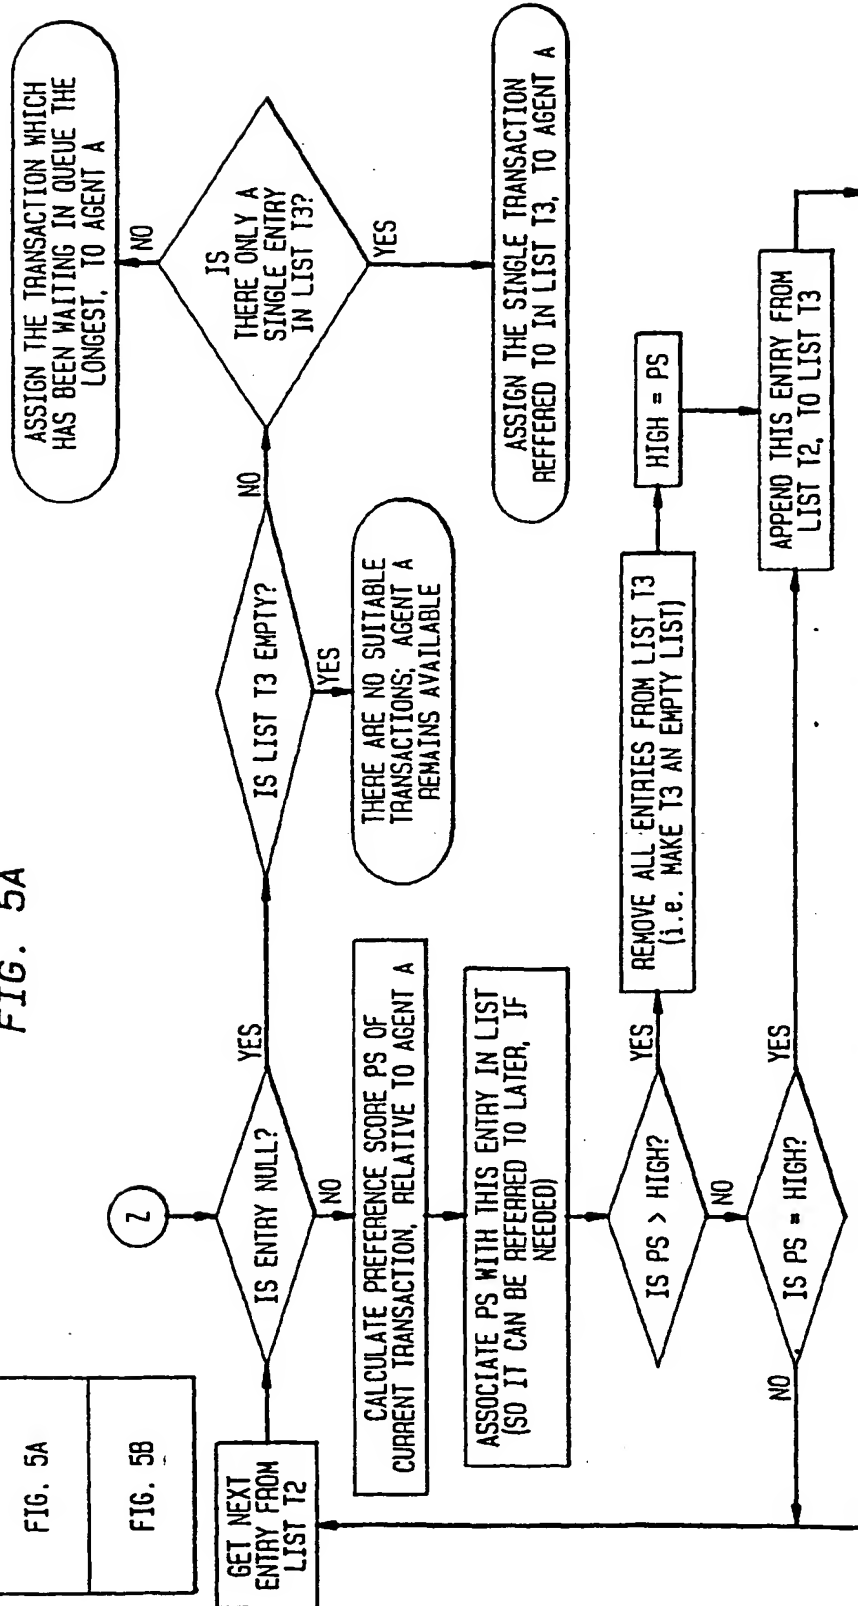 FIG. 5A
FIG. 5A
FIG. 5B
Z
GET NEXT
ENTRY FROM
LIST T2
IS ENTRY NULL?
YES
NO
IS LIST T3 EMPTY?
NO
YES
IS
THERE ONLY A
SINGLE ENTRY
IN LIST T3?
NO
YES
ASSIGN THE TRANSACTION WHICH
HAS BEEN WAITING IN QUEUE THE
LONGEST, TO AGENT A
THERE ARE NO SUITABLE
TRANSACTIONS; AGENT A
REMAINS AVAILABLE
ASSIGN THE SINGLE TRANSACTION
REFFERED TO IN LIST T3, TO AGENT A
CALCULATE PREFERENCE SCORE PS OF
CURRENT TRANSACTION, RELATIVE TO AGENT A
ASSOCIATE PS WITH THIS ENTRY IN LIST
(SO IT CAN BE REFERRED TO LATER, IF
NEEDED)
IS PS > HIGH?
YES
NO
REMOVE ALL ENTRIES FROM LIST T3
(i.e. MAKE T3 AN EMPTY LIST)
HIGH = PS
IS PS = HIGH?
YES
NO
APPEND THIS ENTRY FROM
LIST T2, TO LIST T3